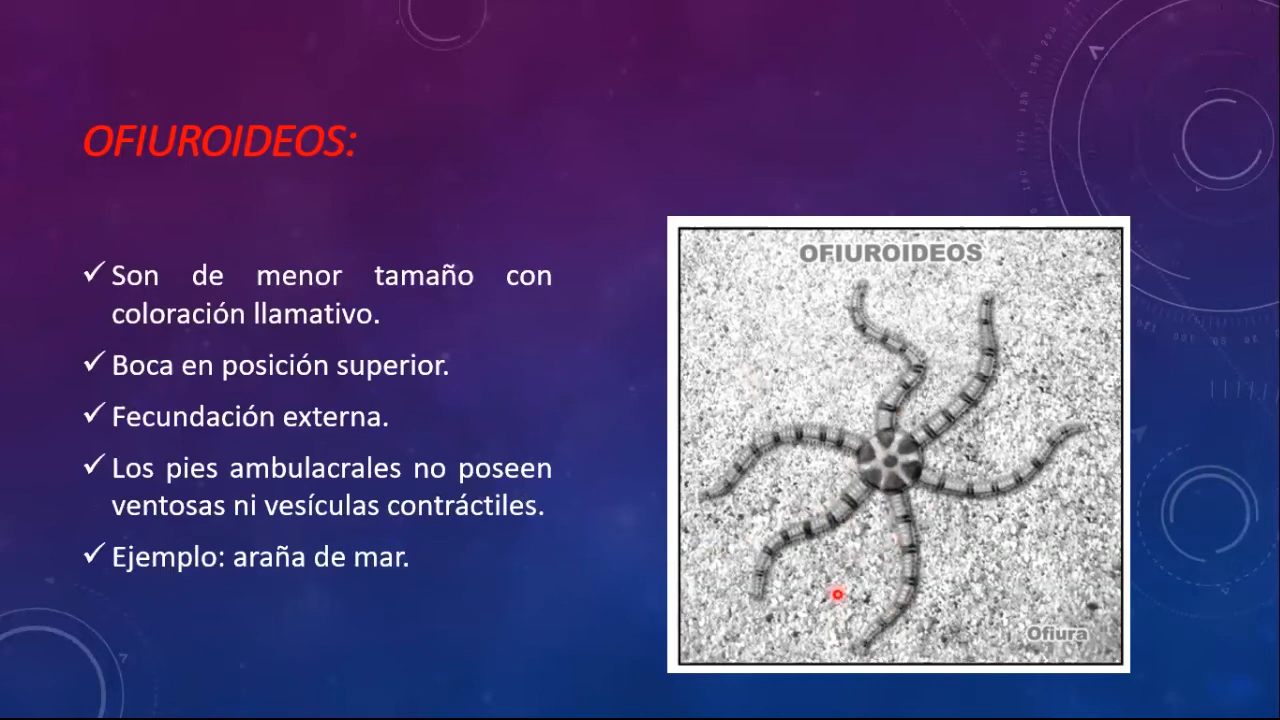 OFIUROIDEOS:
✓ Son de menor tamaño con
coloración llamativo.
✓ Boca en posición superior.
✓ Fecundación externa.
✓ Los pies ambulacrales no poseen
ventosas ni vesículas contráctiles.
✓ Ejemplo: araña de mar.
OFIUROIDEOS
Ofiura